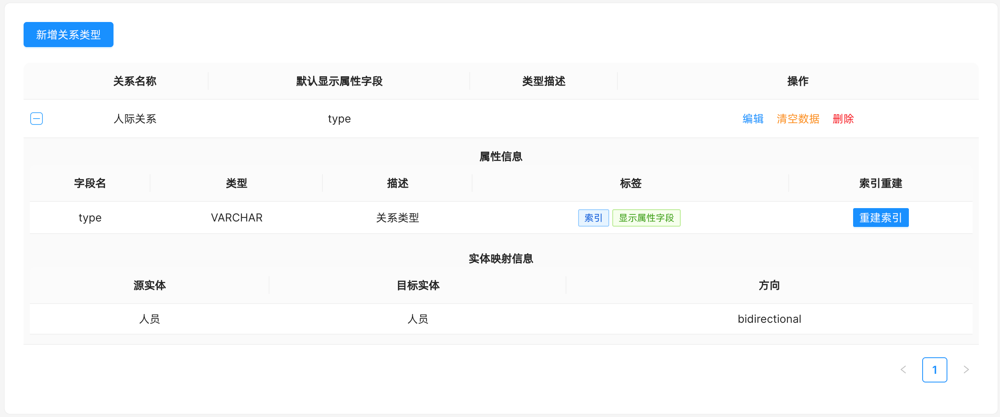 新增关系类型
关系名称 默认显示属性字段 类型描述 操作
人际关系 type 编辑 清空数据 删除
属性信息
字段名 类型 描述 标签 索引重建
type VARCHAR 关系类型 索引 显示属性字段 重建索引
实体映射信息
源实体 目标实体 方向
人员 人员 bidirectional
1